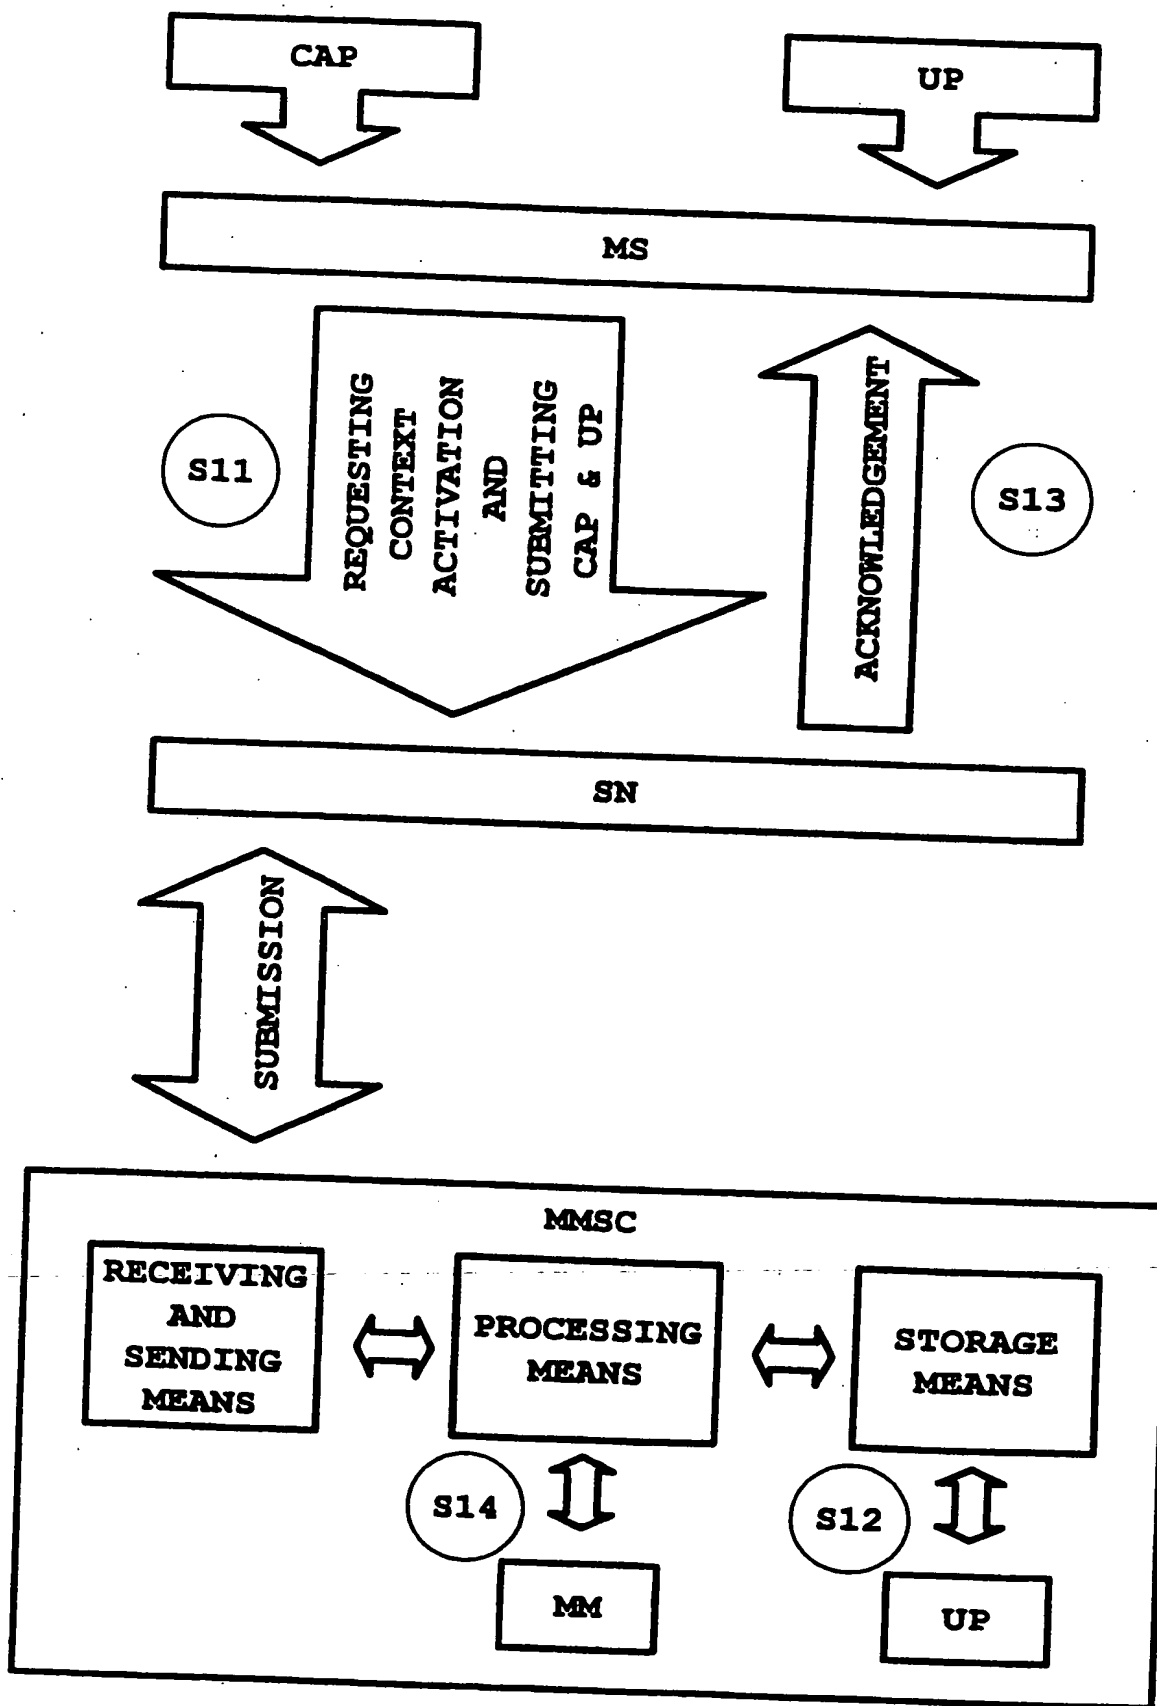 CAP
UP
MS
S11
REQUESTING
CONTEXT
ACTIVATION
AND
SUBMITTING
CAP & UP
ACKNOWLEDGEMENT
S13
SN
SUBMISSION
MMSC
RECEIVING
AND
SENDING
MEANS
PROCESSING
MEANS
STORAGE
MEANS
S14
S12
MM
UP